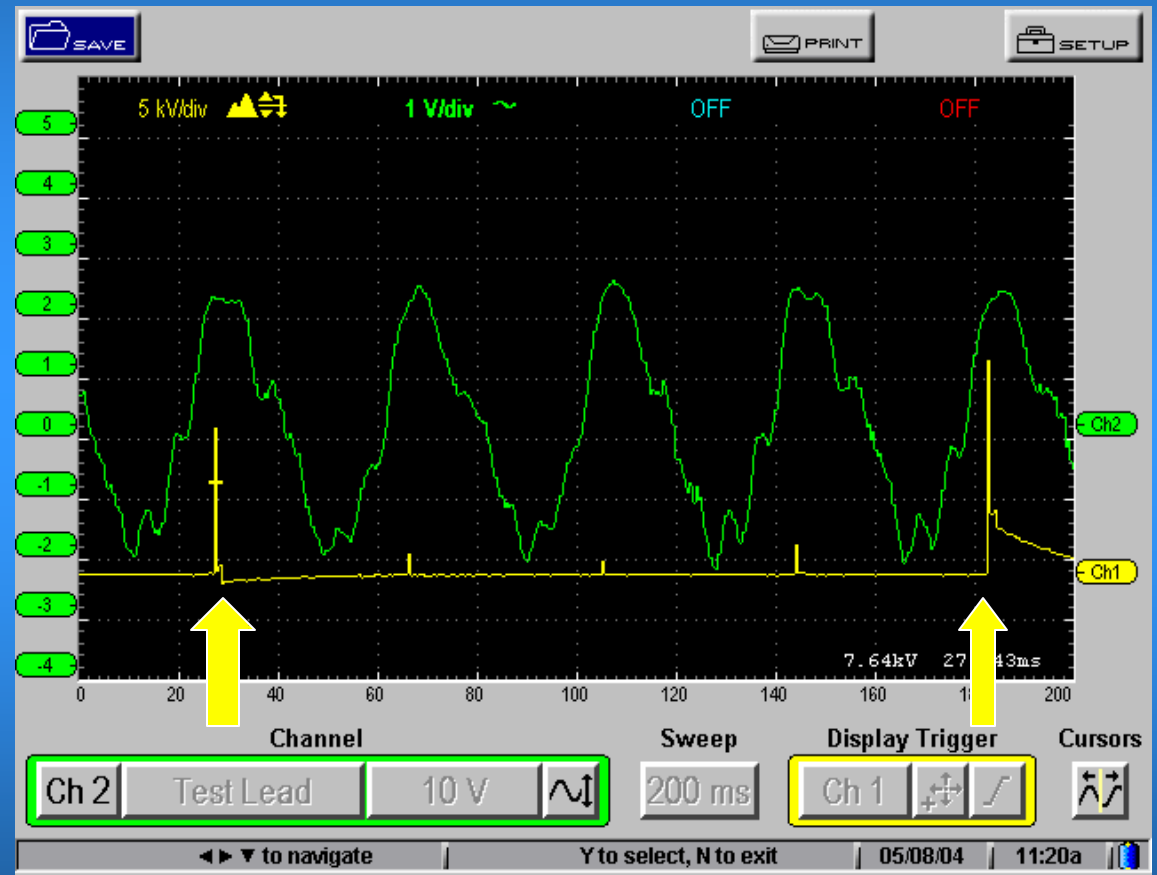 SAVE PRINT SETUP
5 kV/div 1 V/div OFF OFF
5
4
3
2
1
0 Ch2
-1
-2
Ch1
-3
7.64kV 27 43ms
-4
0 20 40 60 80 100 120 140 160 200
Channel Sweep Display Trigger Cursors
Ch 2 Test Lead 10 V 200 ms Ch 1
to navigate Y to select, N to exit 05/08/04 11:20a